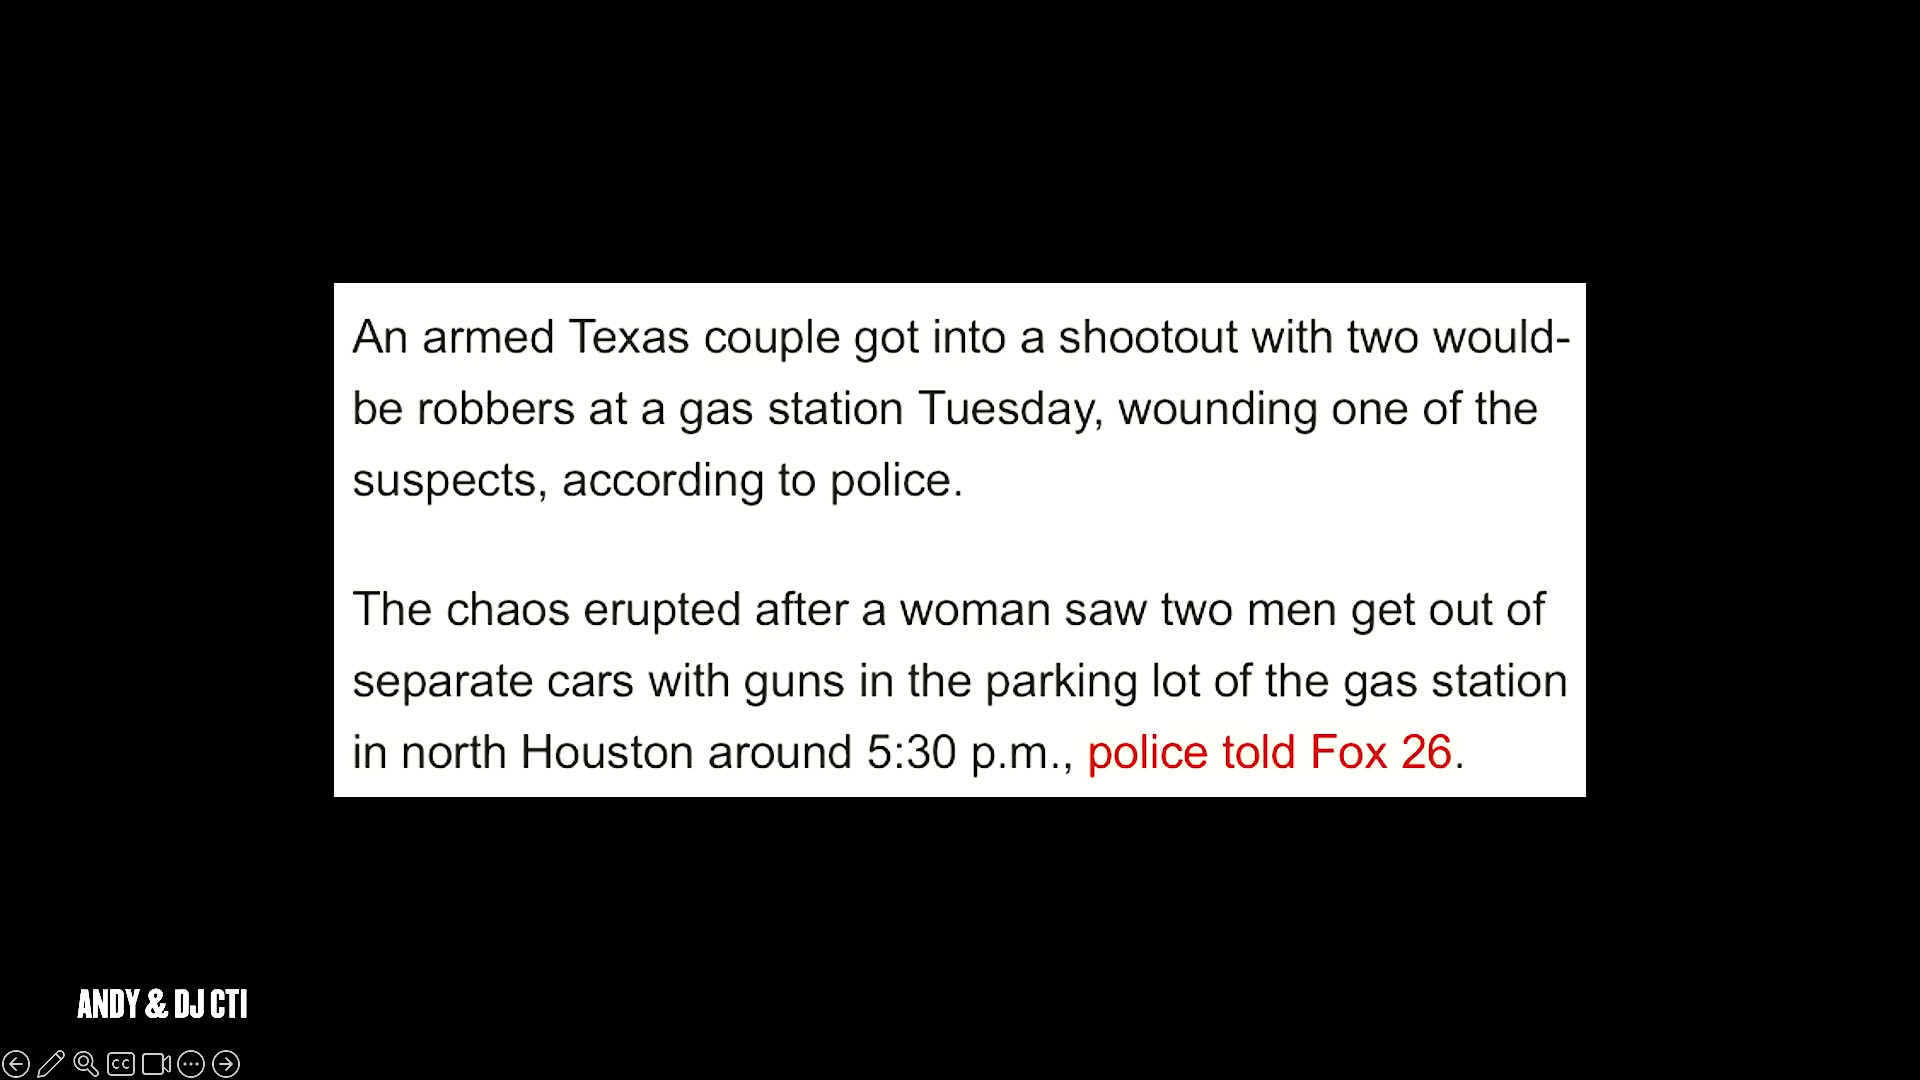 An armed Texas couple got into a shootout with two would-
be robbers at a gas station Tuesday, wounding one of the
suspects, according to police.
The chaos erupted after a woman saw two men get out of
separate cars with guns in the parking lot of the gas station
in north Houston around 5:30 p.m., police told Fox 26.
ANDY & DJ CTI
CC